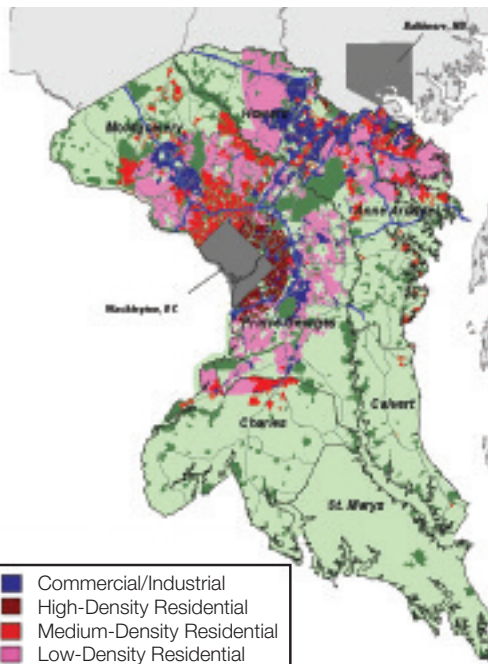 Baltimore, MD
Howard
Montgomery
Anne Arundel
Washington, DC
Prince Georges
Calvert
Charles
St. Marys
Commercial/Industrial
High-Density Residential
Medium-Density Residential
Low-Density Residential